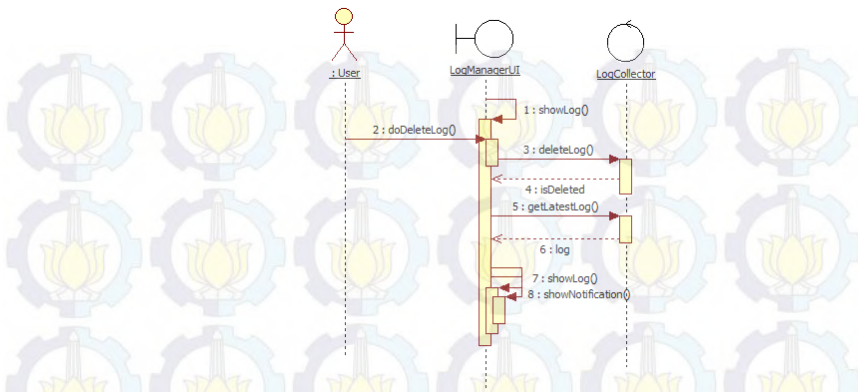 : User
LogManagerUI
LogCollector
1 : showLog()
2 : doDeleteLog()
3 : deleteLog()
4 : isDeleted
5 : getLatestLog()
6 : log
7 : showLog()
8 : showNotification()